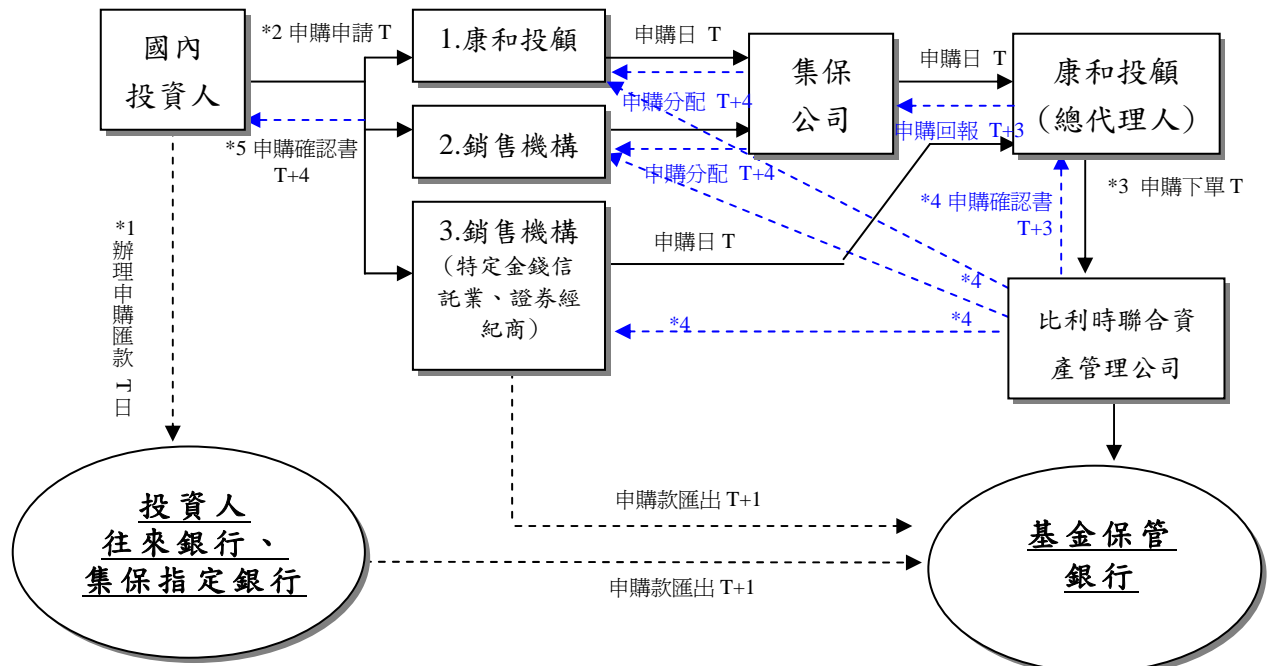 國內
投資人
*2 申購申請 T
*5 申購確認書
T+4
1.康和投顧
2.銷售機構
3.銷售機構
（特定金錢信
託業、證券經
紀商）
申購日 T
申購分配 T+4
申購分配 T+4
申購日 T
集保
公司
申購日 T
申購回報 T+3
康和投顧
（總代理人）
*3 申購下單 T
*4 申購確認書
T+3
*4
*4
*4
比利時聯合資
產管理公司
*1
辦理申購匯款 T日
投資人
往來銀行、
集保指定銀行
申購款匯出 T+1
申購款匯出 T+1
基金保管
銀行